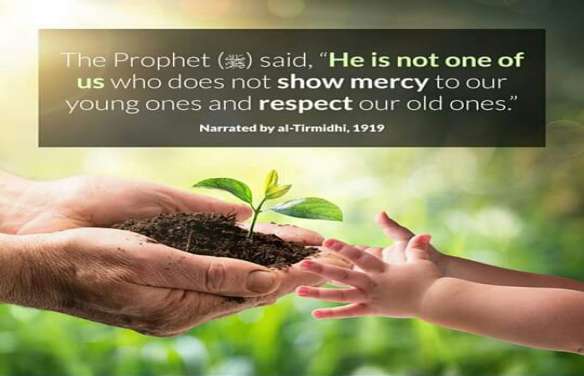 The Prophet (ﷺ) said, “He is not one of
us who does not show mercy to our
young ones and respect our old ones.”
Narrated by al-Tirmidhi, 1919